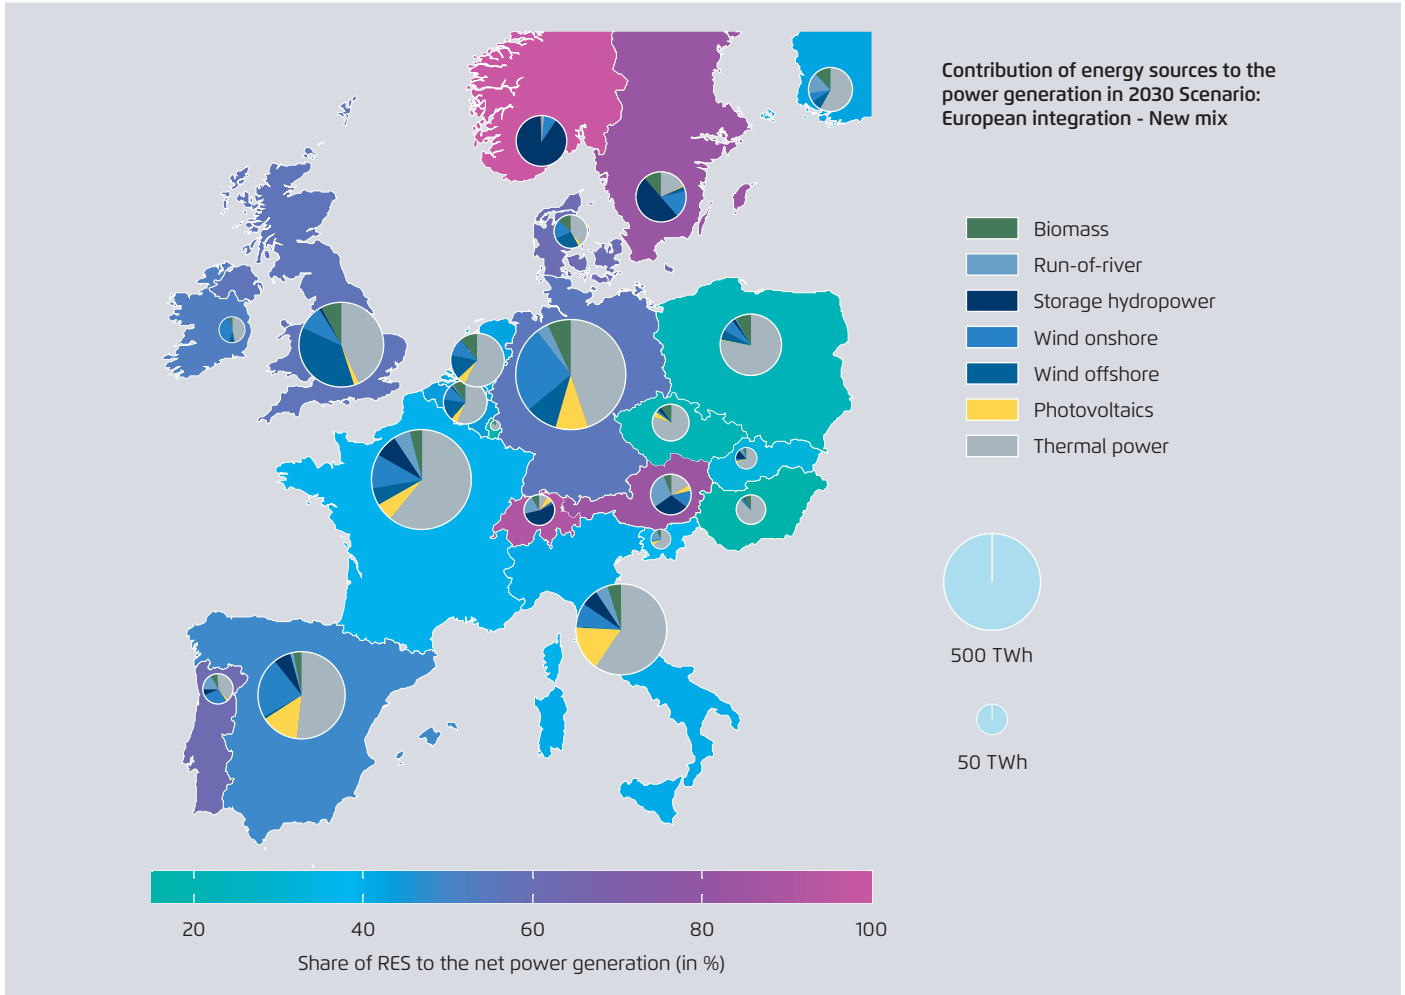 Contribution of energy sources to the
power generation in 2030 Scenario:
European integration - New mix
Biomass
Run-of-river
Storage hydropower
Wind onshore
Wind offshore
Photovoltaics
Thermal power
500 TWh
50 TWh
20 40 60 80 100
Share of RES to the net power generation (in %)